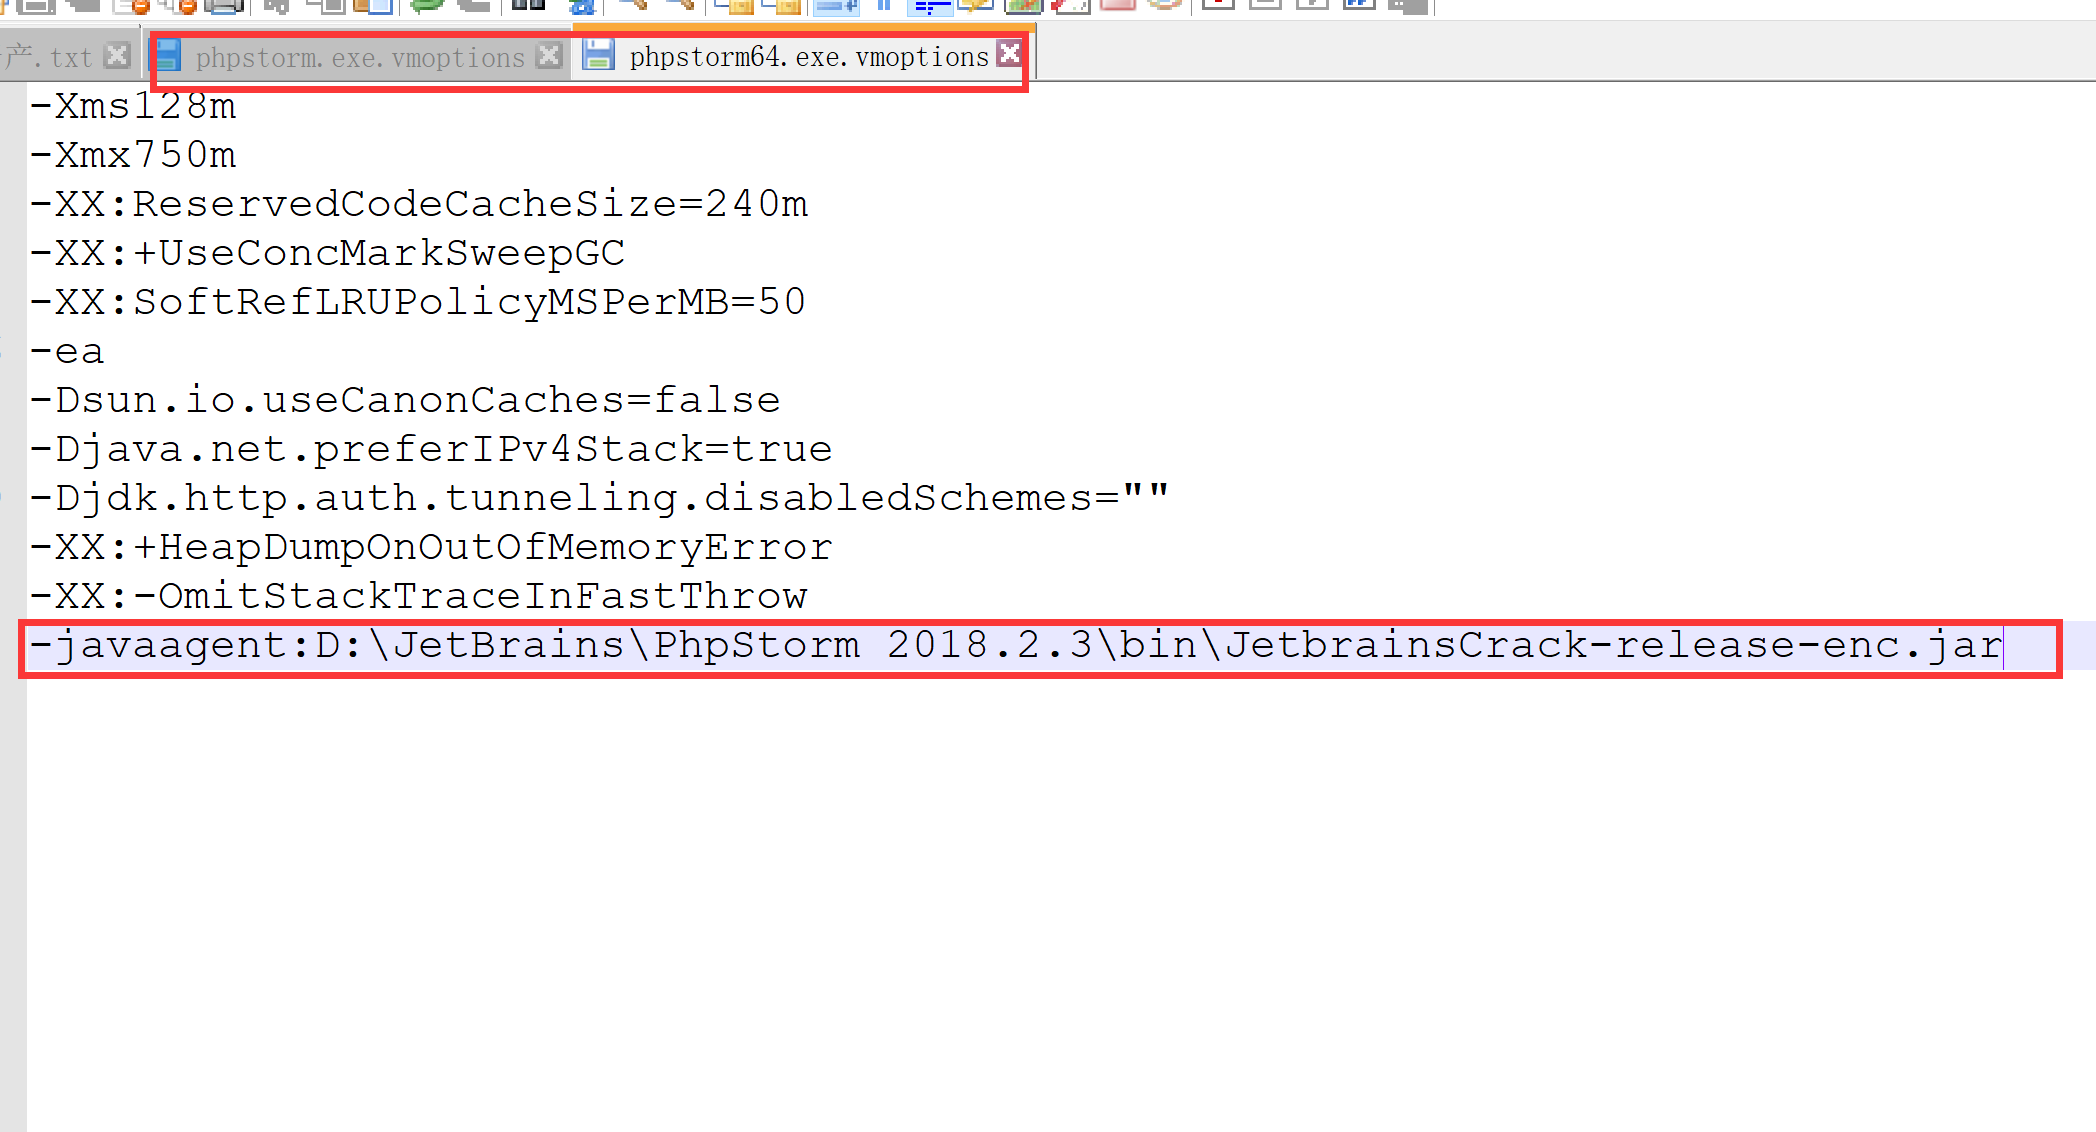 产.txt phpstorm.exe.vmoptions phpstorm64.exe.vmoptions
-Xms128m
-Xmx750m
-XX:ReservedCodeCacheSize=240m
-XX:+UseConcMarkSweepGC
-XX:SoftRefLRUPolicyMSPerMB=50
-ea
-Dsun.io.useCanonCaches=false
-Djava.net.preferIPv4Stack=true
-Djdk.http.auth.tunneling.disabledSchemes=""
-XX:+HeapDumpOnOutOfMemoryError
-XX:-OmitStackTraceInFastThrow
-javaagent:D:\JetBrains\PhpStorm 2018.2.3\bin\JetbrainsCrack-release-enc.jar